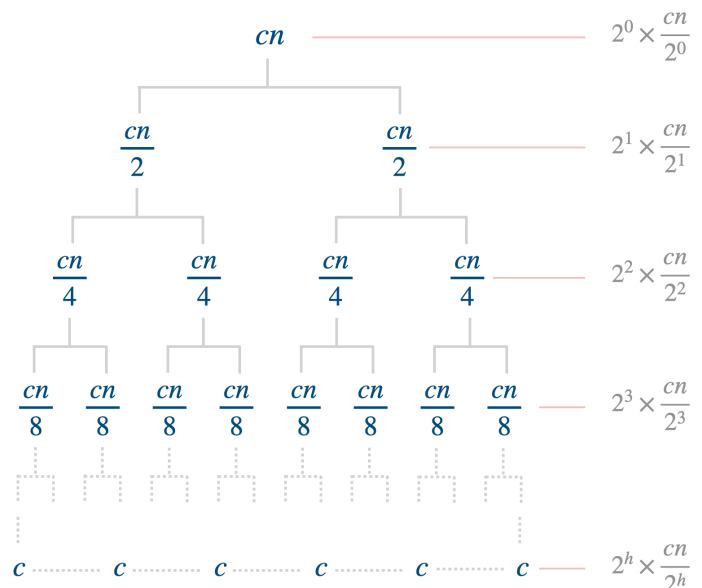 cn 2^0 × cn/2^0
cn/2 cn/2 2^1 × cn/2^1
cn/4 cn/4 cn/4 cn/4 2^2 × cn/2^2
cn/8 cn/8 cn/8 cn/8 cn/8 cn/8 cn/8 cn/8 2^3 × cn/2^3
c c c c c c 2^h × cn/2^h